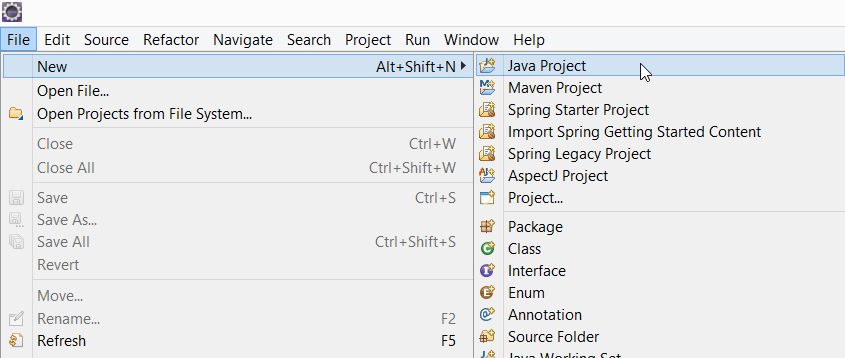 File Edit Source Refactor Navigate Search Project Run Window Help
New Alt+Shift+N
Open File...
Open Projects from File System...
Close Ctrl+W
Close All Ctrl+Shift+W
Save Ctrl+S
Save As...
Save All Ctrl+Shift+S
Revert
Move...
Rename... F2
Refresh F5
Java Project
Maven Project
Spring Starter Project
Import Spring Getting Started Content
Spring Legacy Project
AspectJ Project
Project...
Package
Class
Interface
Enum
Annotation
Source Folder
Java Working Set